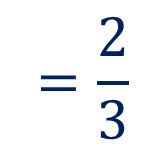 = 2/3